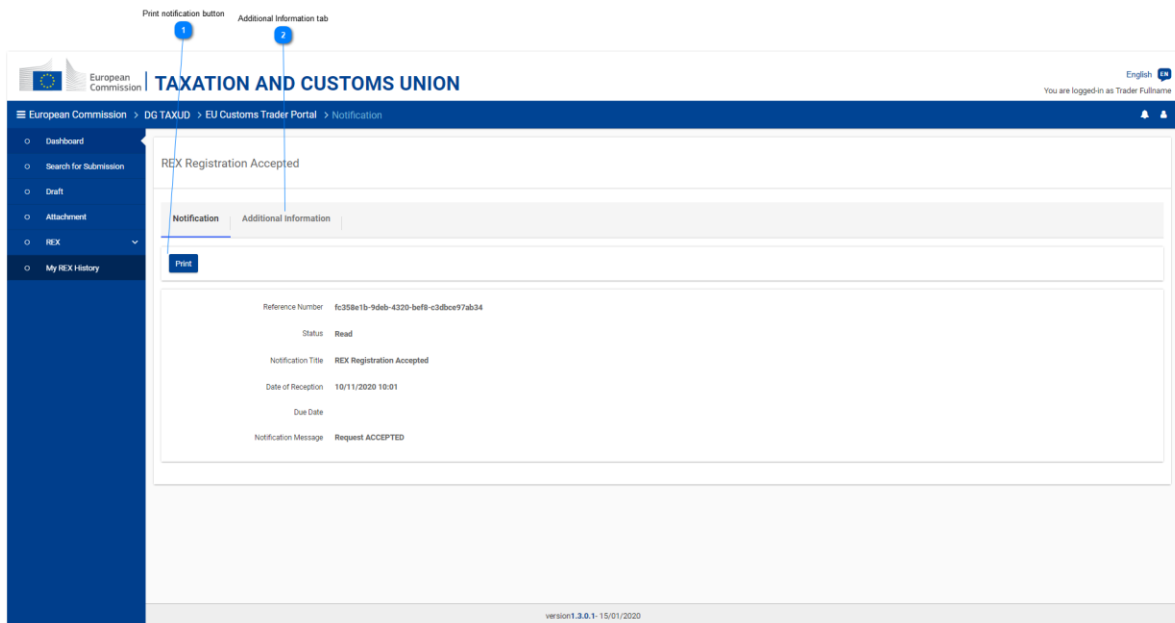 Print notification button
Additional Information tab
1
2
European
Commission
TAXATION AND CUSTOMS UNION
English EN
You are logged-in as Trader Fullname
European Commission > DG TAXUD > EU Customs Trader Portal > Notification
Dashboard
Search for Submission
Draft
Attachment
REX
My REX History
REX Registration Accepted
Notification Additional Information
Print
Reference Number fc358e1b-9deb-4320-bef8-c3dbce97ab34
Status Read
Notification Title REX Registration Accepted
Date of Reception 10/11/2020 10:01
Due Date
Notification Message Request ACCEPTED
version1.3.0.1- 15/01/2020